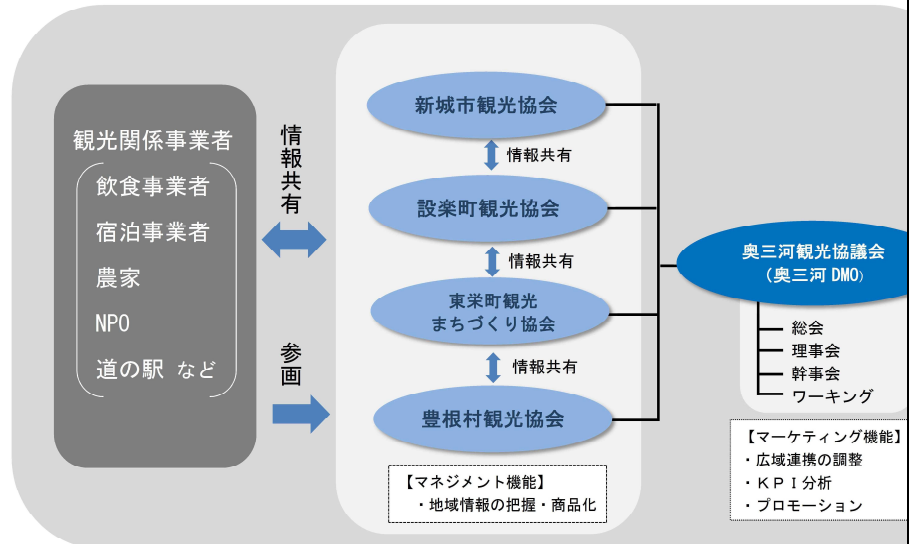 観光関係事業者
飲食事業者
宿泊事業者
農家
NPO
道の駅 など
情報共有
参画
新城市観光協会
情報共有
設楽町観光協会
情報共有
東栄町観光
まちづくり協会
情報共有
豊根村観光協会
【マネジメント機能】
・地域情報の把握・商品化
奥三河観光協議会
（奥三河 DMO）
総会
理事会
幹事会
ワーキング
【マーケティング機能】
・広域連携の調整
・ＫＰＩ分析
・プロモーション